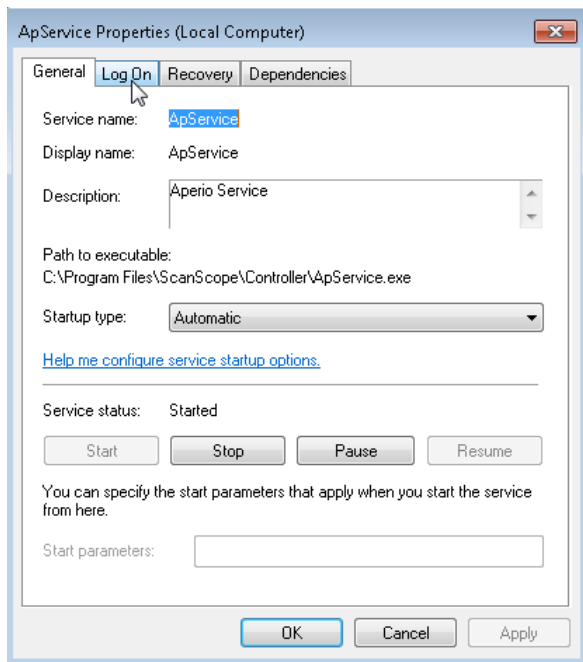 ApService Properties (Local Computer)
General Log On Recovery Dependencies
Service name: ApService
Display name: ApService
Description: Aperio Service
Path to executable:
C:\Program Files\ScanScope\Controller\ApService.exe
Startup type: Automatic
Help me configure service startup options.
Service status: Started
Start Stop Pause Resume
You can specify the start parameters that apply when you start the service
from here.
Start parameters:
OK Cancel Apply